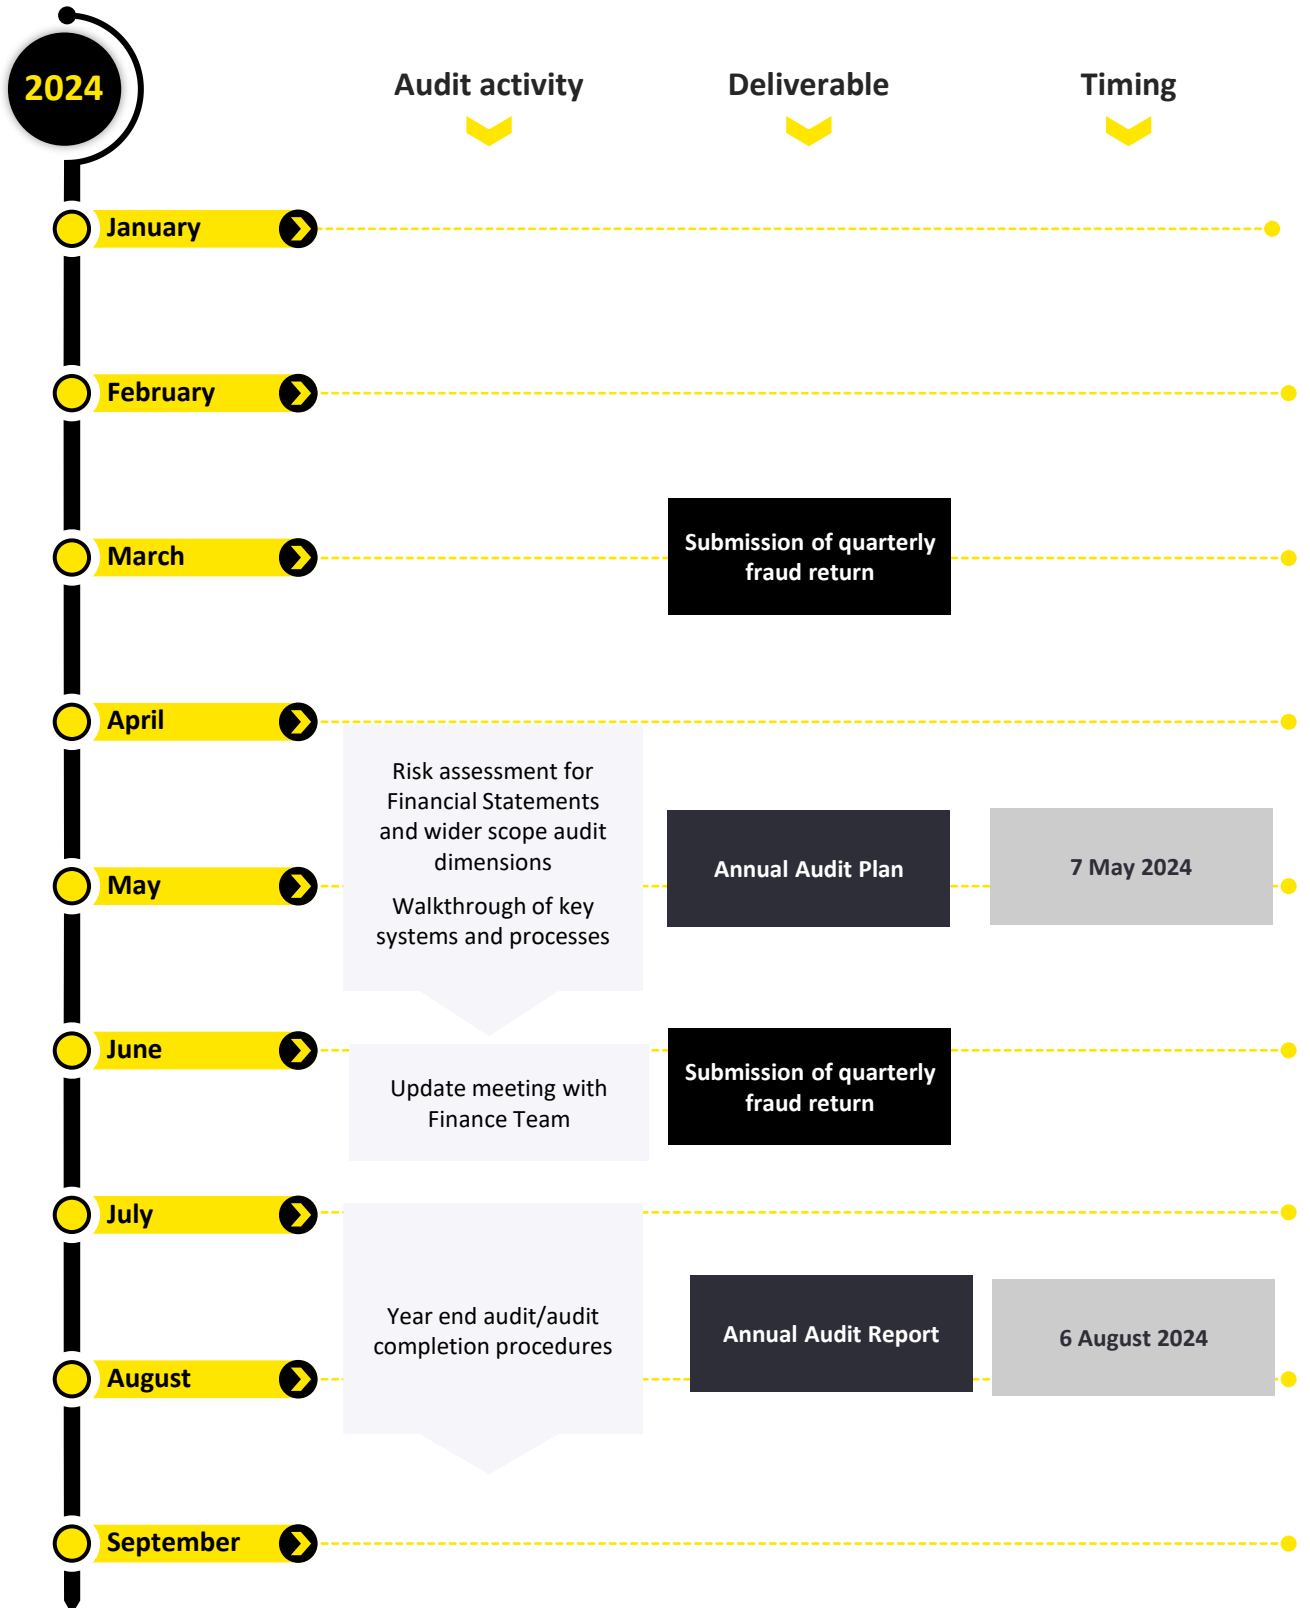 2024
Audit activity
Deliverable
Timing
January
February
March
Submission of quarterly
fraud return
April
Risk assessment for
Financial Statements
and wider scope audit
dimensions
Walkthrough of key
systems and processes
May
Annual Audit Plan
7 May 2024
June
Update meeting with
Finance Team
Submission of quarterly
fraud return
July
Year end audit/audit
completion procedures
Annual Audit Report
6 August 2024
August
September